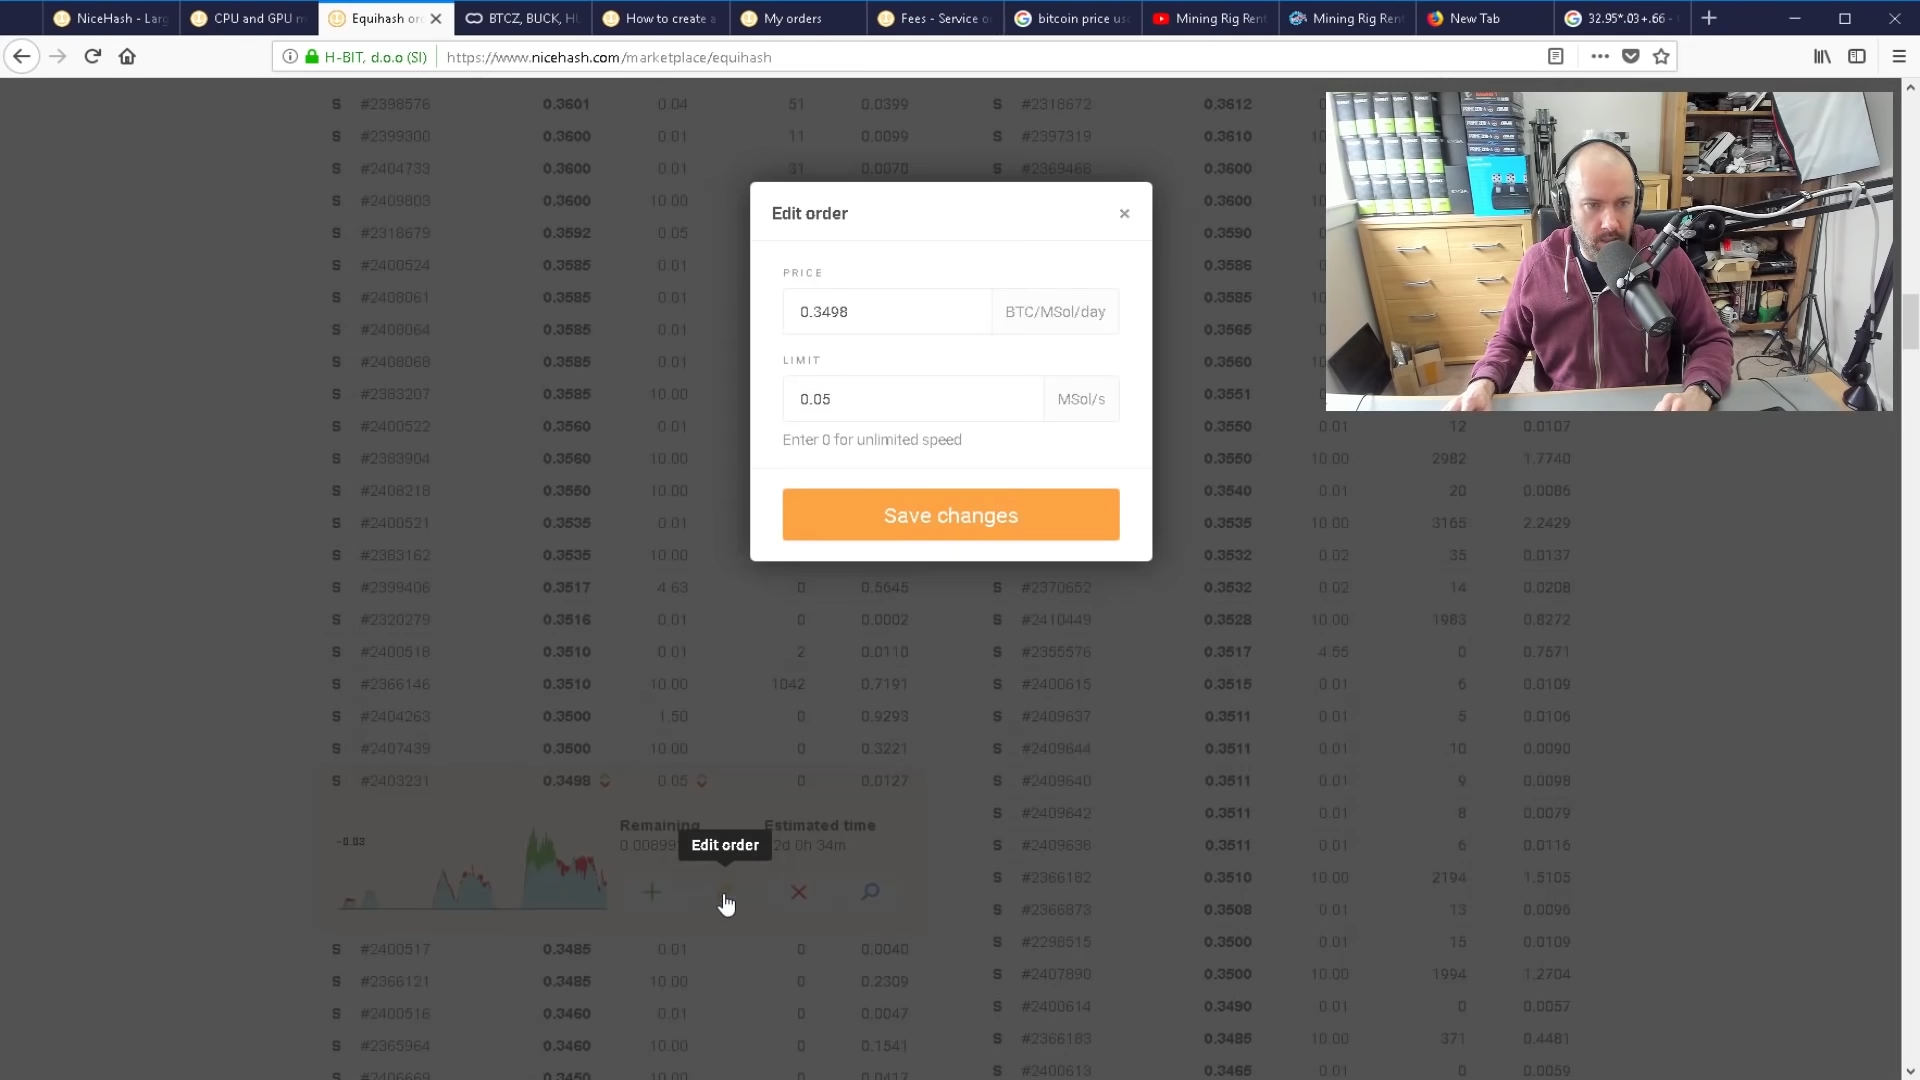 NiceHash - Larg
CPU and GPU m
Equihash or
BTCZ, BUCK, HL
How to create a
My orders
Fees - Service o
bitcoin price us
Mining Rig Rent
Mining Rig Rent
New Tab
32.95*.03+.66 -
H-BIT, d.o.o (SI)
https://www.nicehash.com/marketplace/equihash
S #2398576 0.3601 0.04 51 0.0399 S #2318672 0.3612
S #2399300 0.3600 0.01 11 0.0099 S #2397319 0.3610
S #2404733 0.3600 0.01 31 0.0070 S #2369468 0.3600
S #2409803 0.3600 10.00 0.3600
S #2318679 0.3592 0.05 0.3590
S #2400524 0.3585 0.01 0.3586
S #2408061 0.3585 0.01 0.3585
S #2408064 0.3585 0.01 0.3565
S #2408068 0.3585 0.01 0.3560
S #2383207 0.3585 10.00 0.3551
S #2400522 0.3560 0.01 0.3550 0.01 12 0.0107
S #2383904 0.3560 10.00 0.3550 10.00 2982 1.7740
S #2408218 0.3550 10.00 0.3540 0.01 20 0.0086
S #2400521 0.3535 0.01 0.3535 10.00 3165 2.2429
S #2383162 0.3535 10.00 0.3532 0.02 35 0.0137
S #2399406 0.3517 4.63 0 0.5645 S #2370652 0.3532 0.02 14 0.0208
S #2320279 0.3516 0.01 0 0.0002 S #2410449 0.3528 10.00 1983 0.8272
S #2400518 0.3510 0.01 2 0.0110 S #2355576 0.3517 4.55 0 0.7571
S #2366146 0.3510 10.00 1042 0.7191 S #2400615 0.3515 0.01 6 0.0109
S #2404263 0.3500 1.50 0 0.9293 S #2409637 0.3511 0.01 5 0.0106
S #2407439 0.3500 10.00 0 0.3221 S #2409644 0.3511 0.01 10 0.0090
S #2403231 0.3498 0.05 0 0.0127 S #2409640 0.3511 0.01 9 0.0098
S #2409642 0.3511 0.01 8 0.0079
S #2409638 0.3511 0.01 6 0.0116
S #2366182 0.3510 10.00 2194 1.5105
S #2366873 0.3508 0.01 13 0.0096
S #2400517 0.3485 0.01 0 0.0040 S #2298515 0.3500 0.01 15 0.0109
S #2366121 0.3485 10.00 0 0.2309 S #2407890 0.3500 10.00 1994 1.2704
S #2400516 0.3460 0.01 0 0.0047 S #2400614 0.3490 0.01 0 0.0057
S #2365964 0.3460 10.00 0 0.1541 S #2366183 0.3485 10.00 371 0.4481
S #2406669 0.3450 10.00 0 0.0417 S #2400613 0.3465 0.01 0 0.0059
~0.03
Remaining
0.00899
Estimated time
2d 0h 34m
Edit order
Edit order
×
PRICE
0.3498 BTC/MSol/day
LIMIT
0.05 MSol/s
Enter 0 for unlimited speed
Save changes